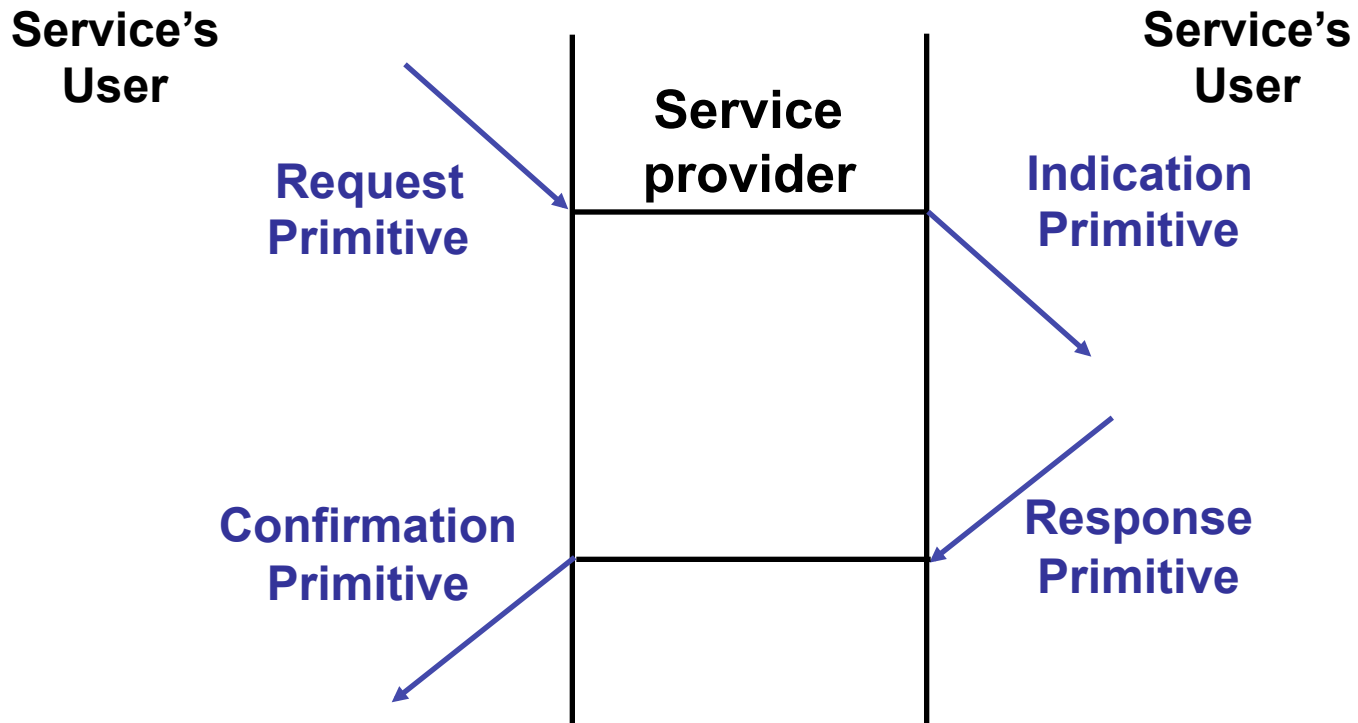 Service's
User
Service's
User
Service
provider
Request
Primitive
Indication
Primitive
Confirmation
Primitive
Response
Primitive